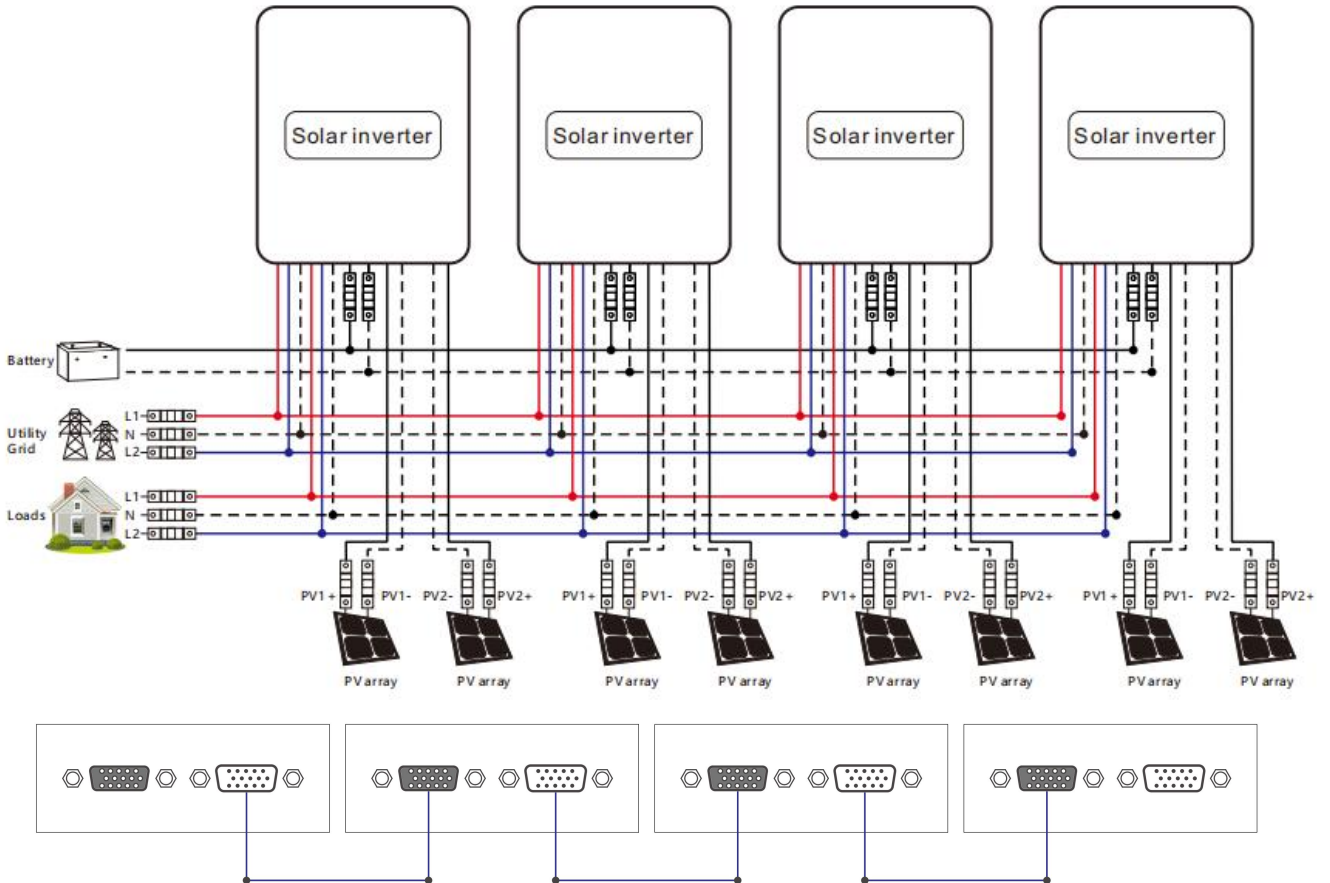 Solar inverter
Solar inverter
Solar inverter
Solar inverter
Battery
Utility
Grid
L1
N
L2
Loads
L1
N
L2
PV1+ PV1- PV2- PV2+
PV1+ PV1- PV2- PV2+
PV1+ PV1- PV2- PV2+
PV1+ PV1- PV2- PV2+
PV array PV array PV array PV array PV array PV array PV array PV array